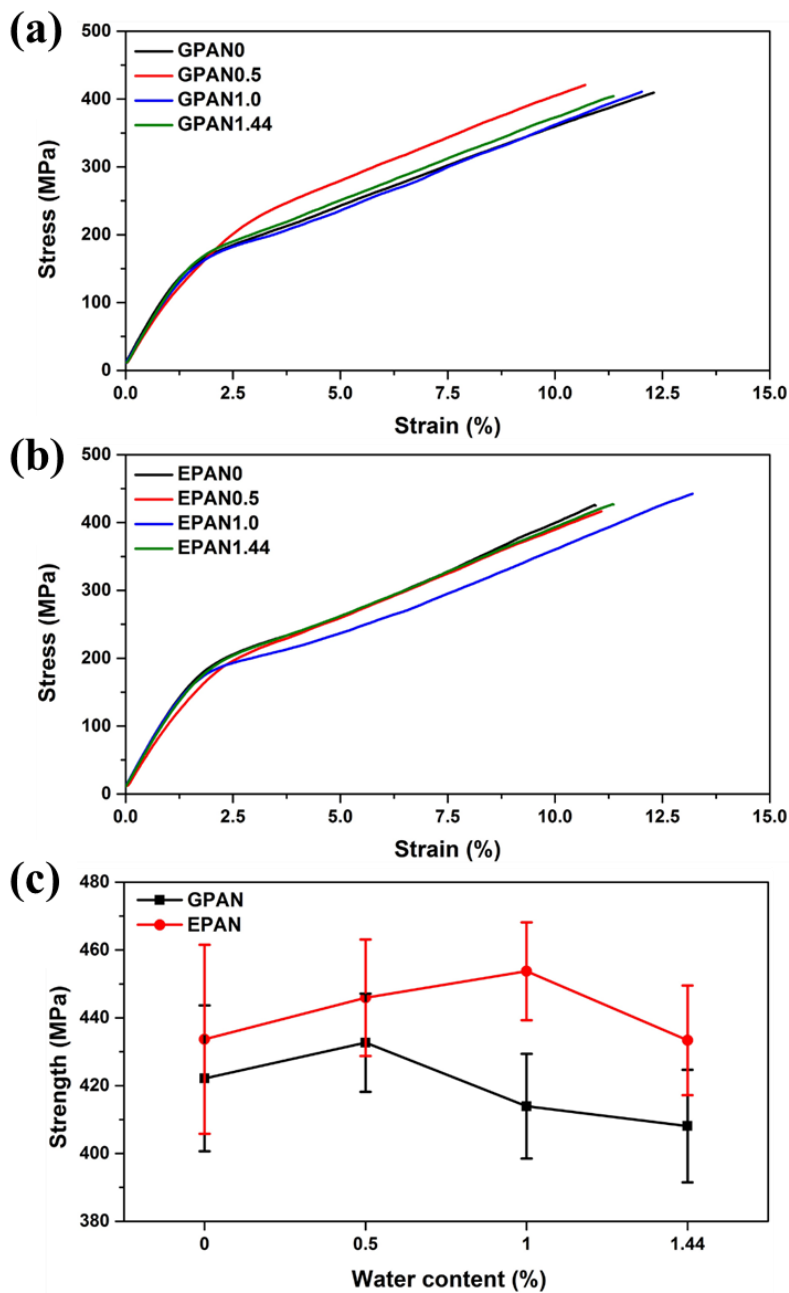 (a)
GPAN0
GPAN0.5
GPAN1.0
GPAN1.44
500
400
300
200
100
0
Stress (MPa)
0.0 2.5 5.0 7.5 10.0 12.5 15.0
Strain (%)
(b)
EPAN0
EPAN0.5
EPAN1.0
EPAN1.44
500
400
300
200
100
0
Stress (MPa)
0.0 2.5 5.0 7.5 10.0 12.5 15.0
Strain (%)
(c)
GPAN
EPAN
480
460
440
420
400
380
Strength (MPa)
0 0.5 1 1.44
Water content (%)